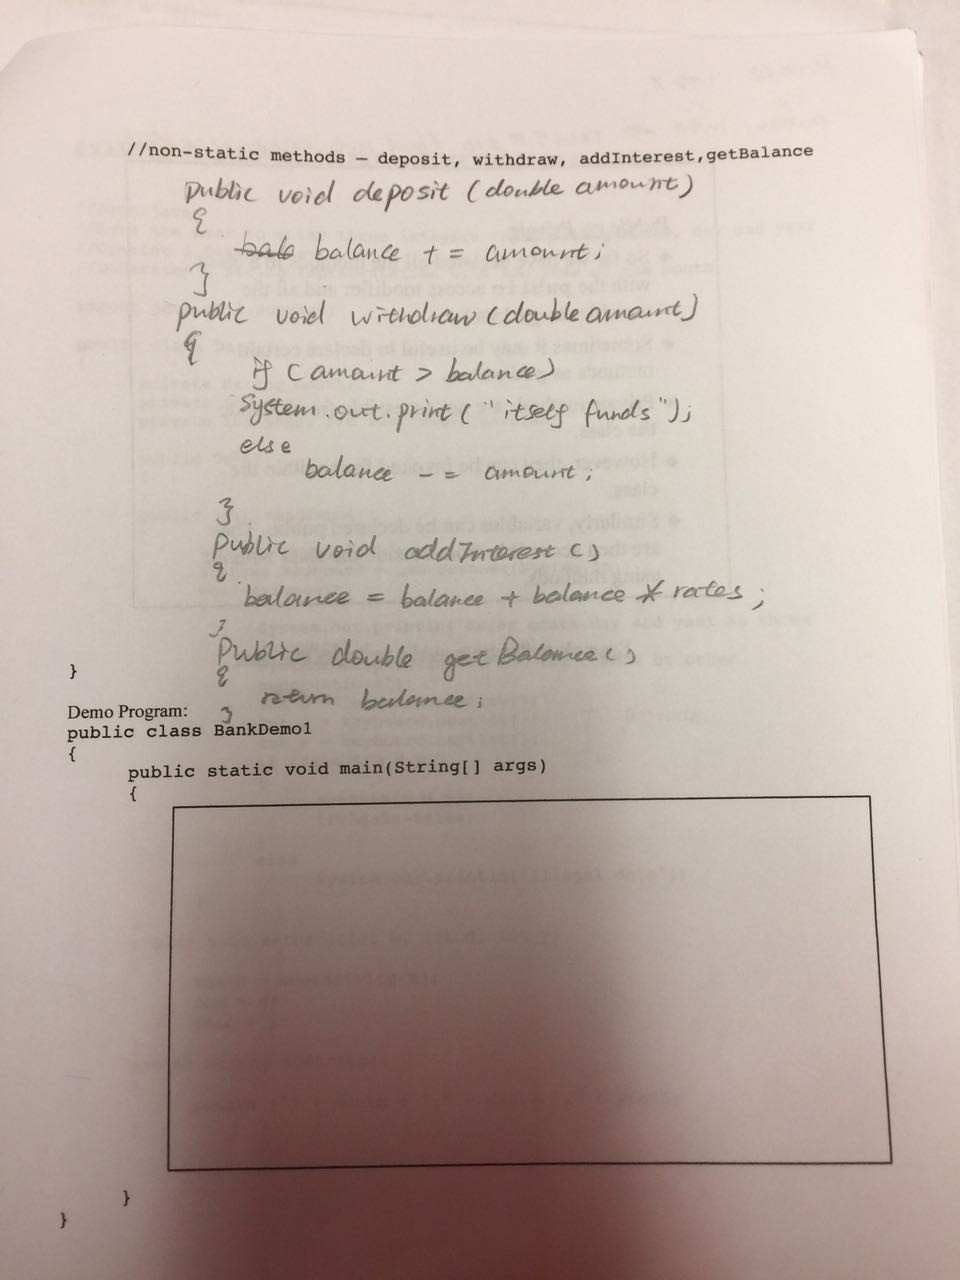 //non-static methods – deposit, withdraw, addInterest,getBalance
public void deposit (double amount)
{
balance += amount;
}
public void withdraw (double amount)
{
if (amount > balance)
System.out.print("itself funds");
else
balance -= amount;
}
public void addInterest ()
{
balance = balance + balance * rates;
}
public double getBalance ()
{
return balance;
}
}
Demo Program:
public class BankDemo1
{
public static void main(String[] args)
{
}
}